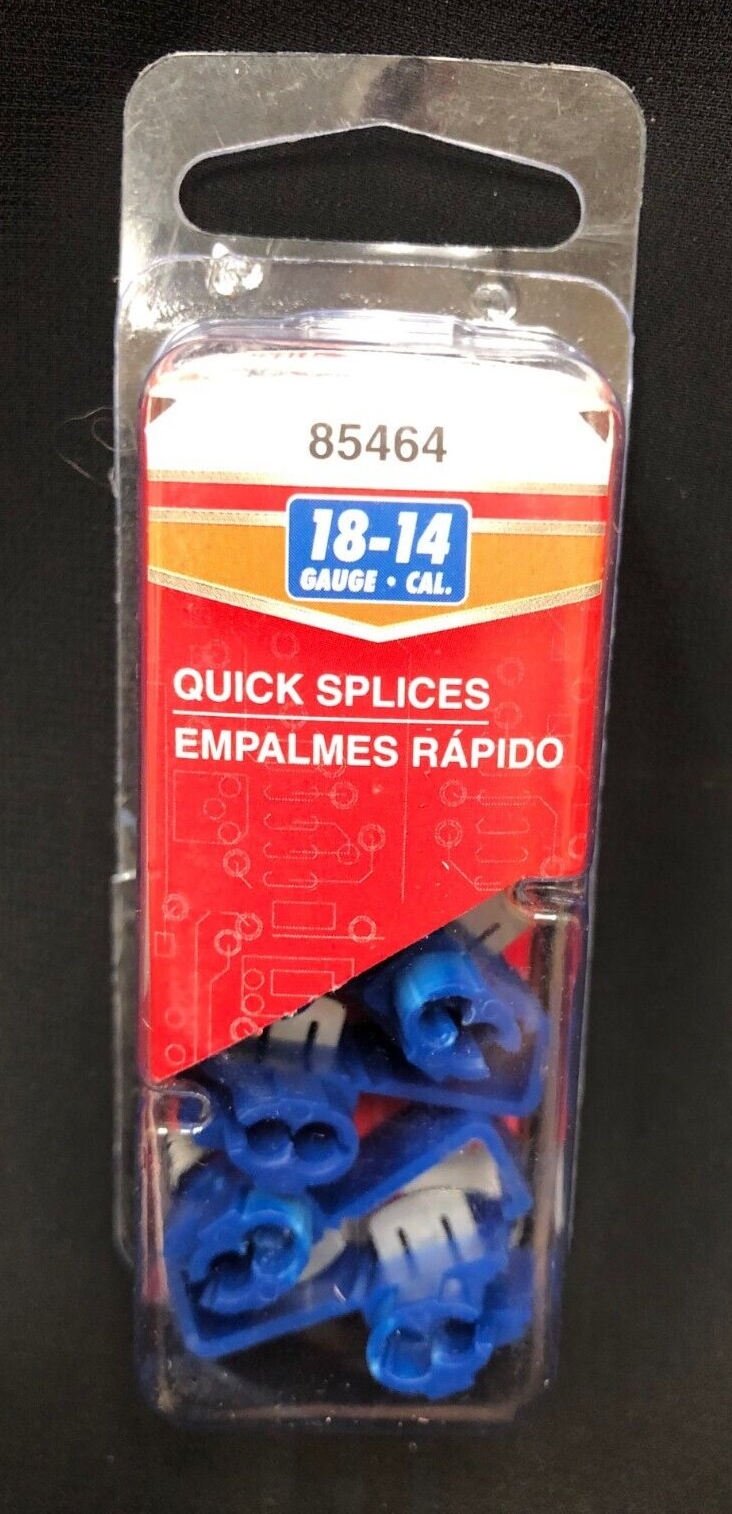 85464
18-14
GAUGE • CAL.
QUICK SPLICES
EMPALMES RÁPIDO